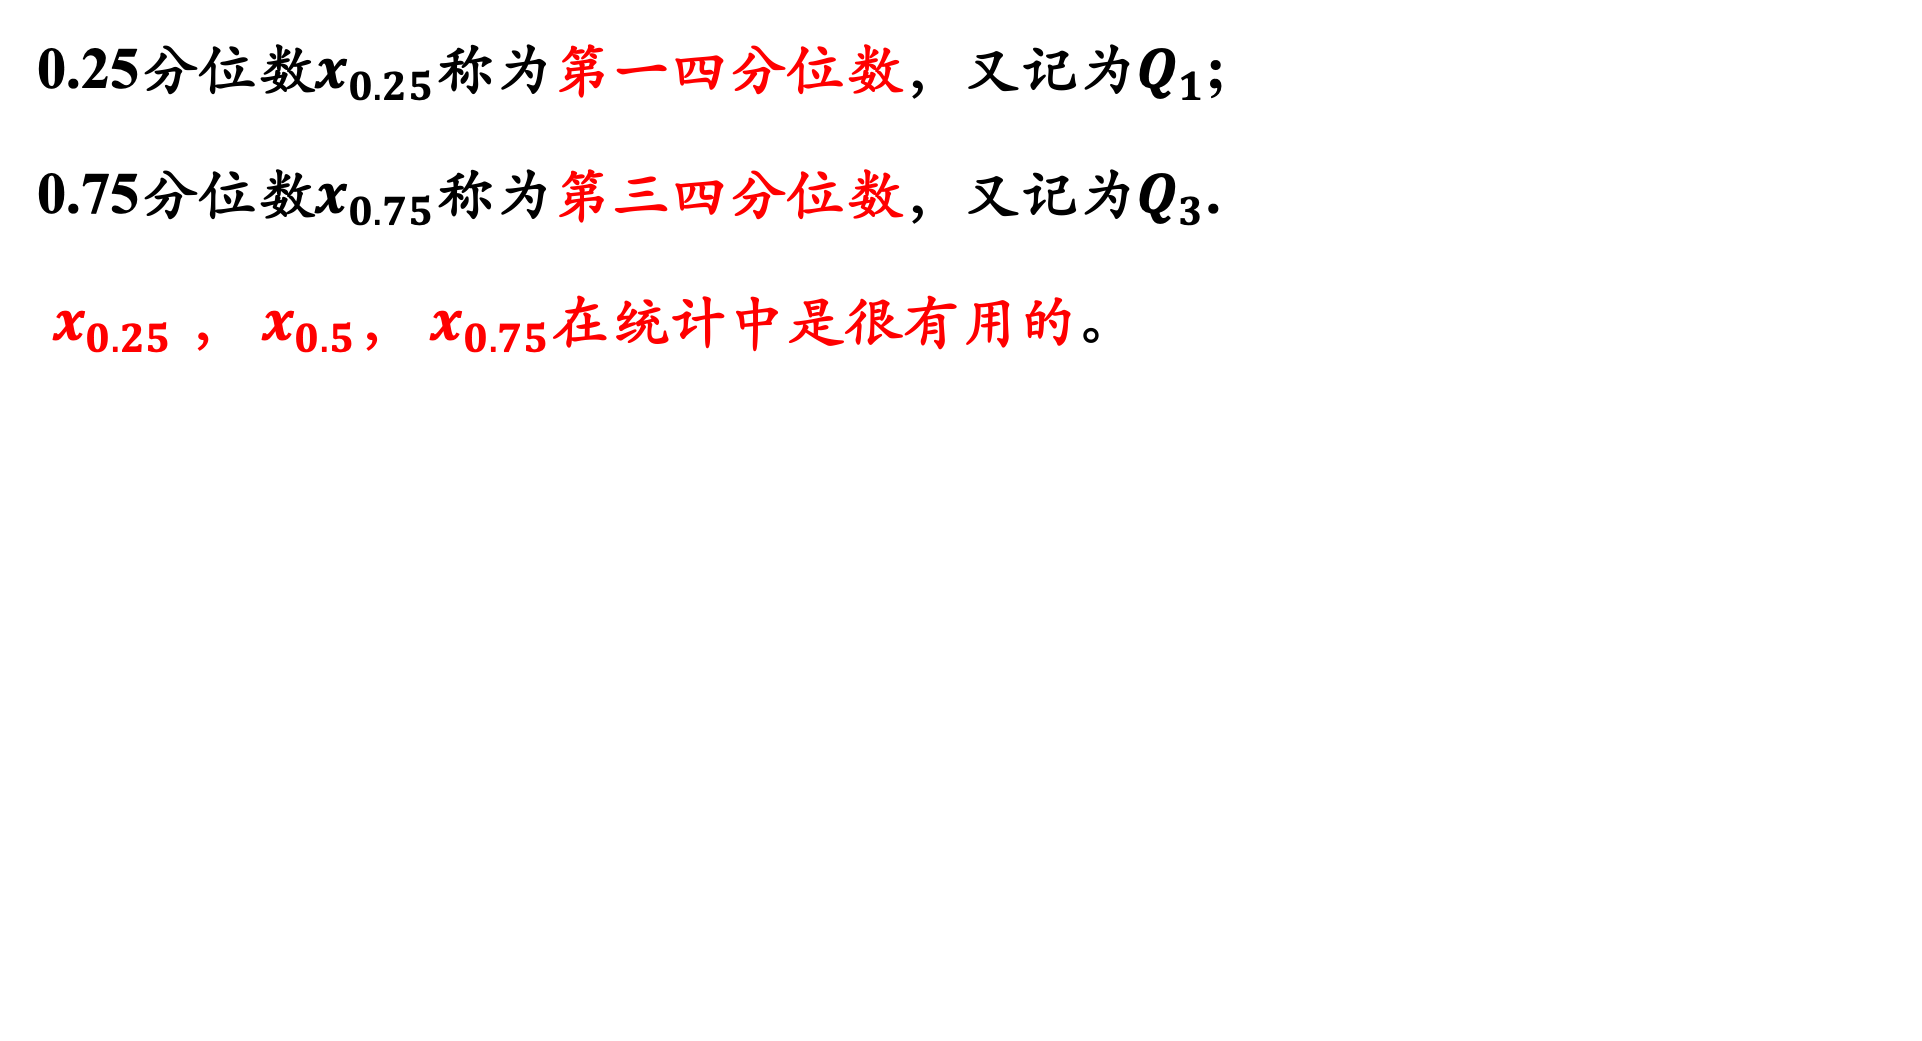 0.25分位数x₀.₂₅称为第一四分位数，又记为Q₁;
0.75分位数x₀.₇₅称为第三四分位数，又记为Q₃.
x₀.₂₅ ， x₀.₅， x₀.₇₅在统计中是很有用的。